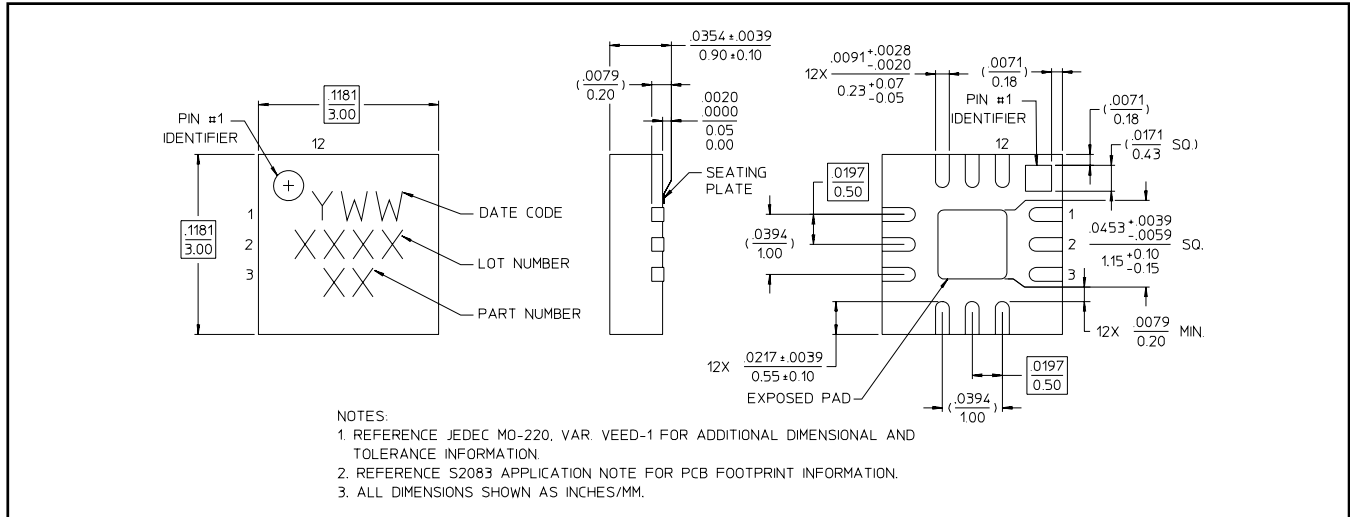 .1181
3.00
PIN #1
IDENTIFIER
12
.1181
3.00
1
2
3
YWW
XXXX
XX
DATE CODE
LOT NUMBER
PART NUMBER
.0354 ±.0039
0.90 ±0.10
(.0079
0.20)
.0020
.0000
0.05
0.00
SEATING
PLATE
12X .0091 +.0028
-.0020
0.23 +0.07
-0.05
(.0071
0.18)
PIN #1
IDENTIFIER
12
(.0071
0.18)
(.0171
0.43 SQ.)
.0197
0.50
(.0394
1.00)
1
2
3
.0453 +.0039
-.0059 SQ.
1.15 +0.10
-0.15
12X .0079
0.20 MIN.
12X .0217 ±.0039
0.55 ±0.10
EXPOSED PAD
(.0394
1.00)
.0197
0.50
NOTES:
1. REFERENCE JEDEC MO-220, VAR. VEED-1 FOR ADDITIONAL DIMENSIONAL AND
TOLERANCE INFORMATION.
2. REFERENCE S2083 APPLICATION NOTE FOR PCB FOOTPRINT INFORMATION.
3. ALL DIMENSIONS SHOWN AS INCHES/MM.